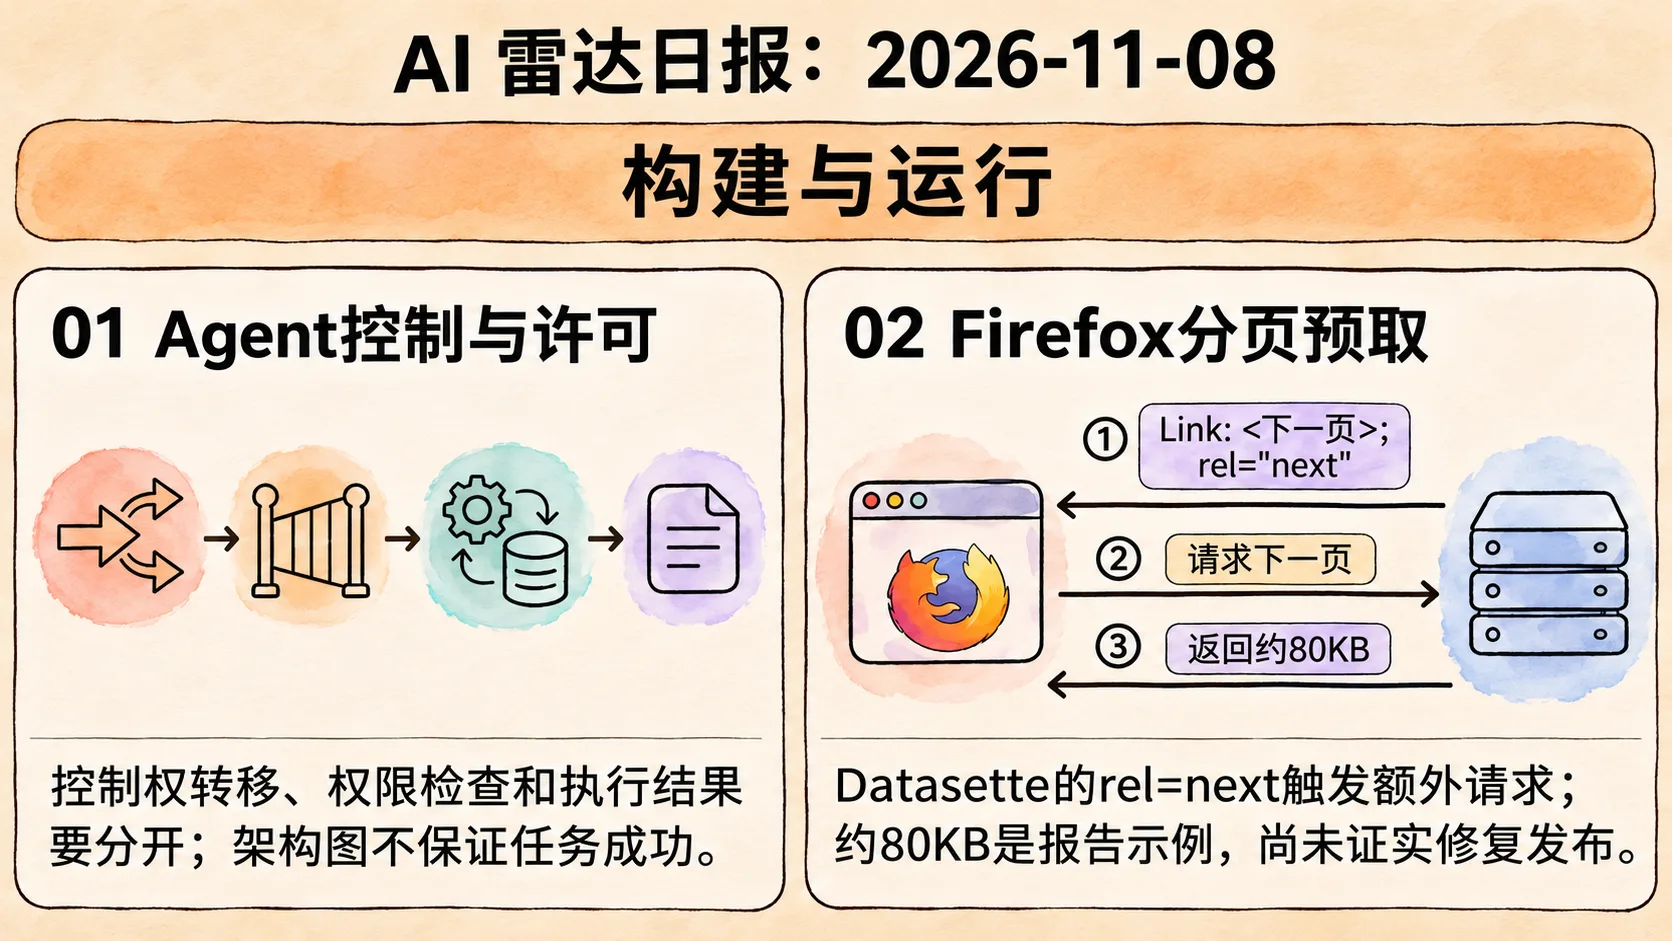 AI 雷达日报：2026-11-08
构建与运行
01 Agent控制与许可
控制权转移、权限检查和执行结果
要分开；架构图不保证任务成功。
02 Firefox分页预取
① Link: <下一页>;
rel="next"
② 请求下一页
③ 返回约80KB
Datasette的rel=next触发额外请求；
约80KB是报告示例，尚未证实修复发布。